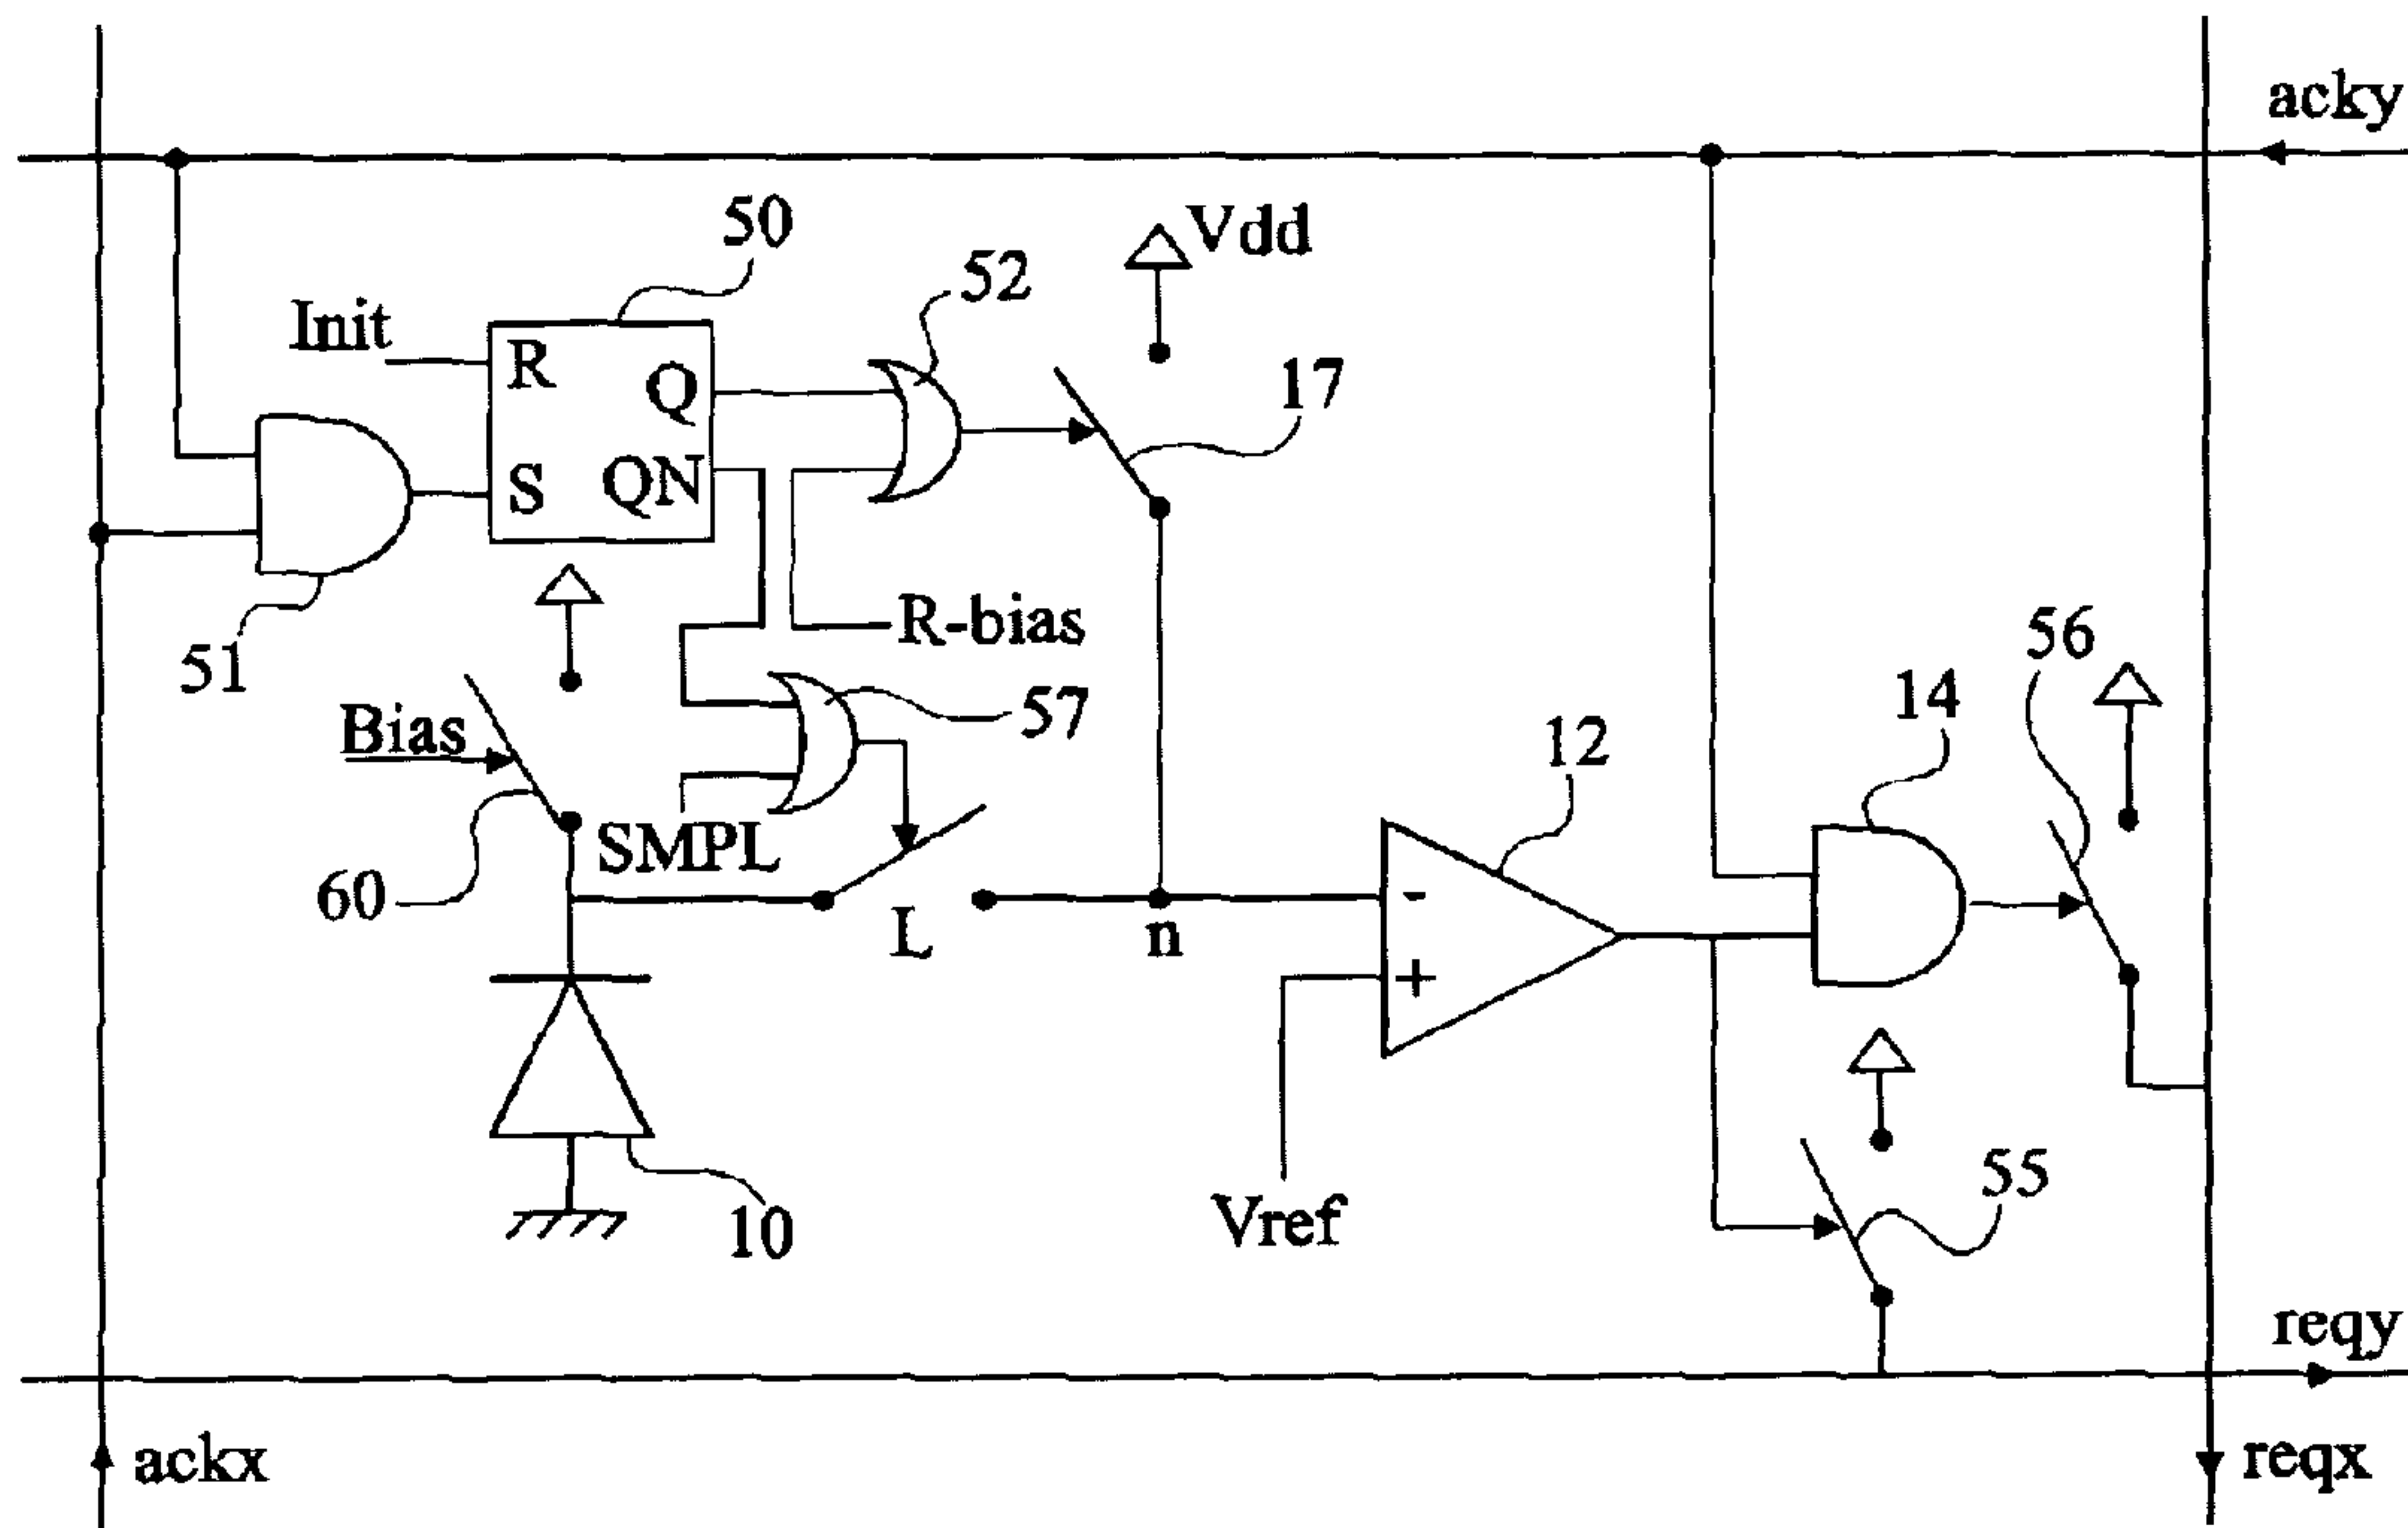 acky
50
Vdd
52
Init
R
Q
17
S
QN
R-bias
56
51
14
57
Bias
12
SMPL
60
L
n
-
+
55
10
Vref
reqy
ackx
reqx